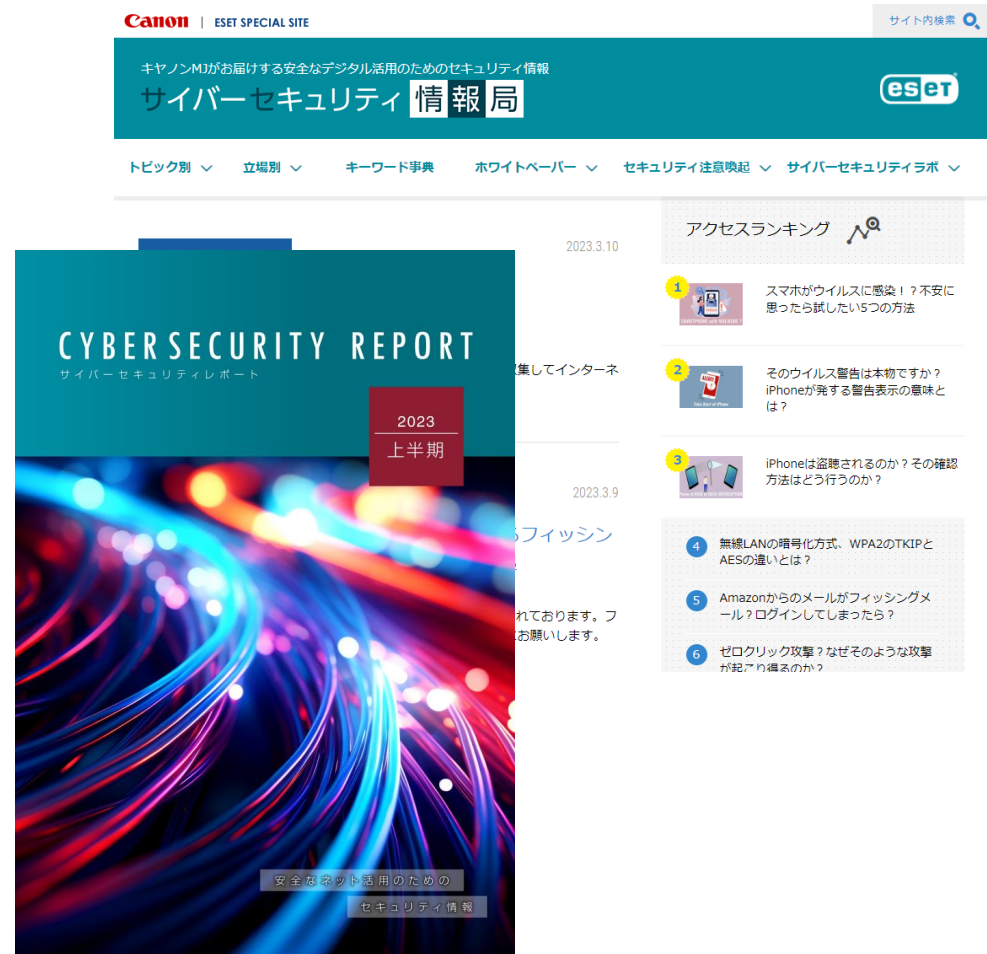 Canon | ESET SPECIAL SITE
サイト内検索
キヤノンMJがお届けする安全なデジタル活用のためのセキュリティ情報
サイバーセキュリティ情報局
eseT
トピック別
立場別
キーワード事典
ホワイトペーパー
セキュリティ注意喚起
サイバーセキュリティラボ
2023.3.10
集してインターネ
2023.3.9
フィッシン
れております。フ
お願いします。
CYBERSECURITY REPORT
サイバーセキュリティレポート
2023
上半期
安全なネット活用のための
セキュリティ情報
アクセスランキング
1
スマホがウイルスに感染！？不安に
思ったら試したい5つの方法
2
そのウイルス警告は本物ですか？
iPhoneが発する警告表示の意味と
は？
3
iPhoneは盗聴されるのか？その確認
方法はどう行うのか？
4
無線LANの暗号化方式、WPA2のTKIPと
AESの違いとは？
5
Amazonからのメールがフィッシングメ
ール？ログインしてしまったら？
6
ゼロクリック攻撃？なぜそのような攻撃
が起こり得るのか？